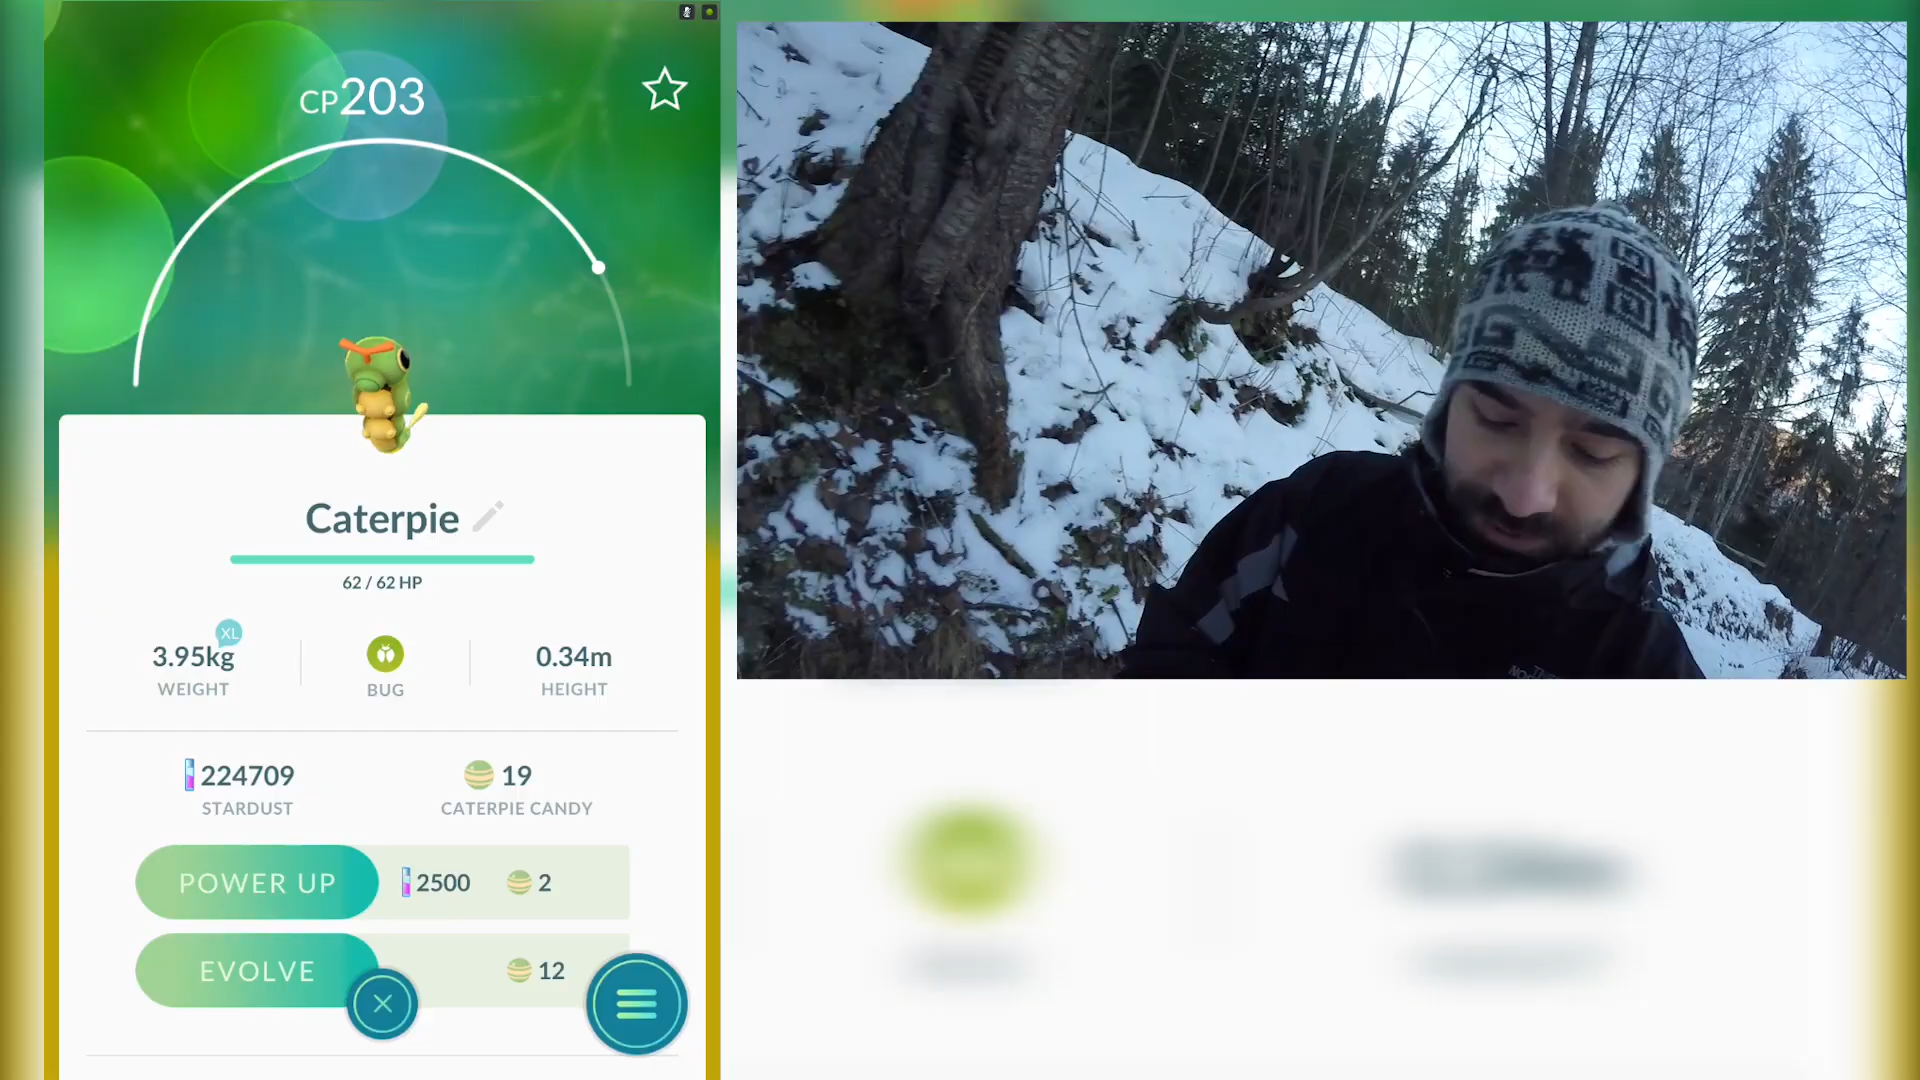 CP203
Caterpie
62 / 62 HP
XL
3.95kg
WEIGHT
BUG
0.34m
HEIGHT
224709
STARDUST
19
CATERPIE CANDY
POWER UP 2500 2
EVOLVE 12